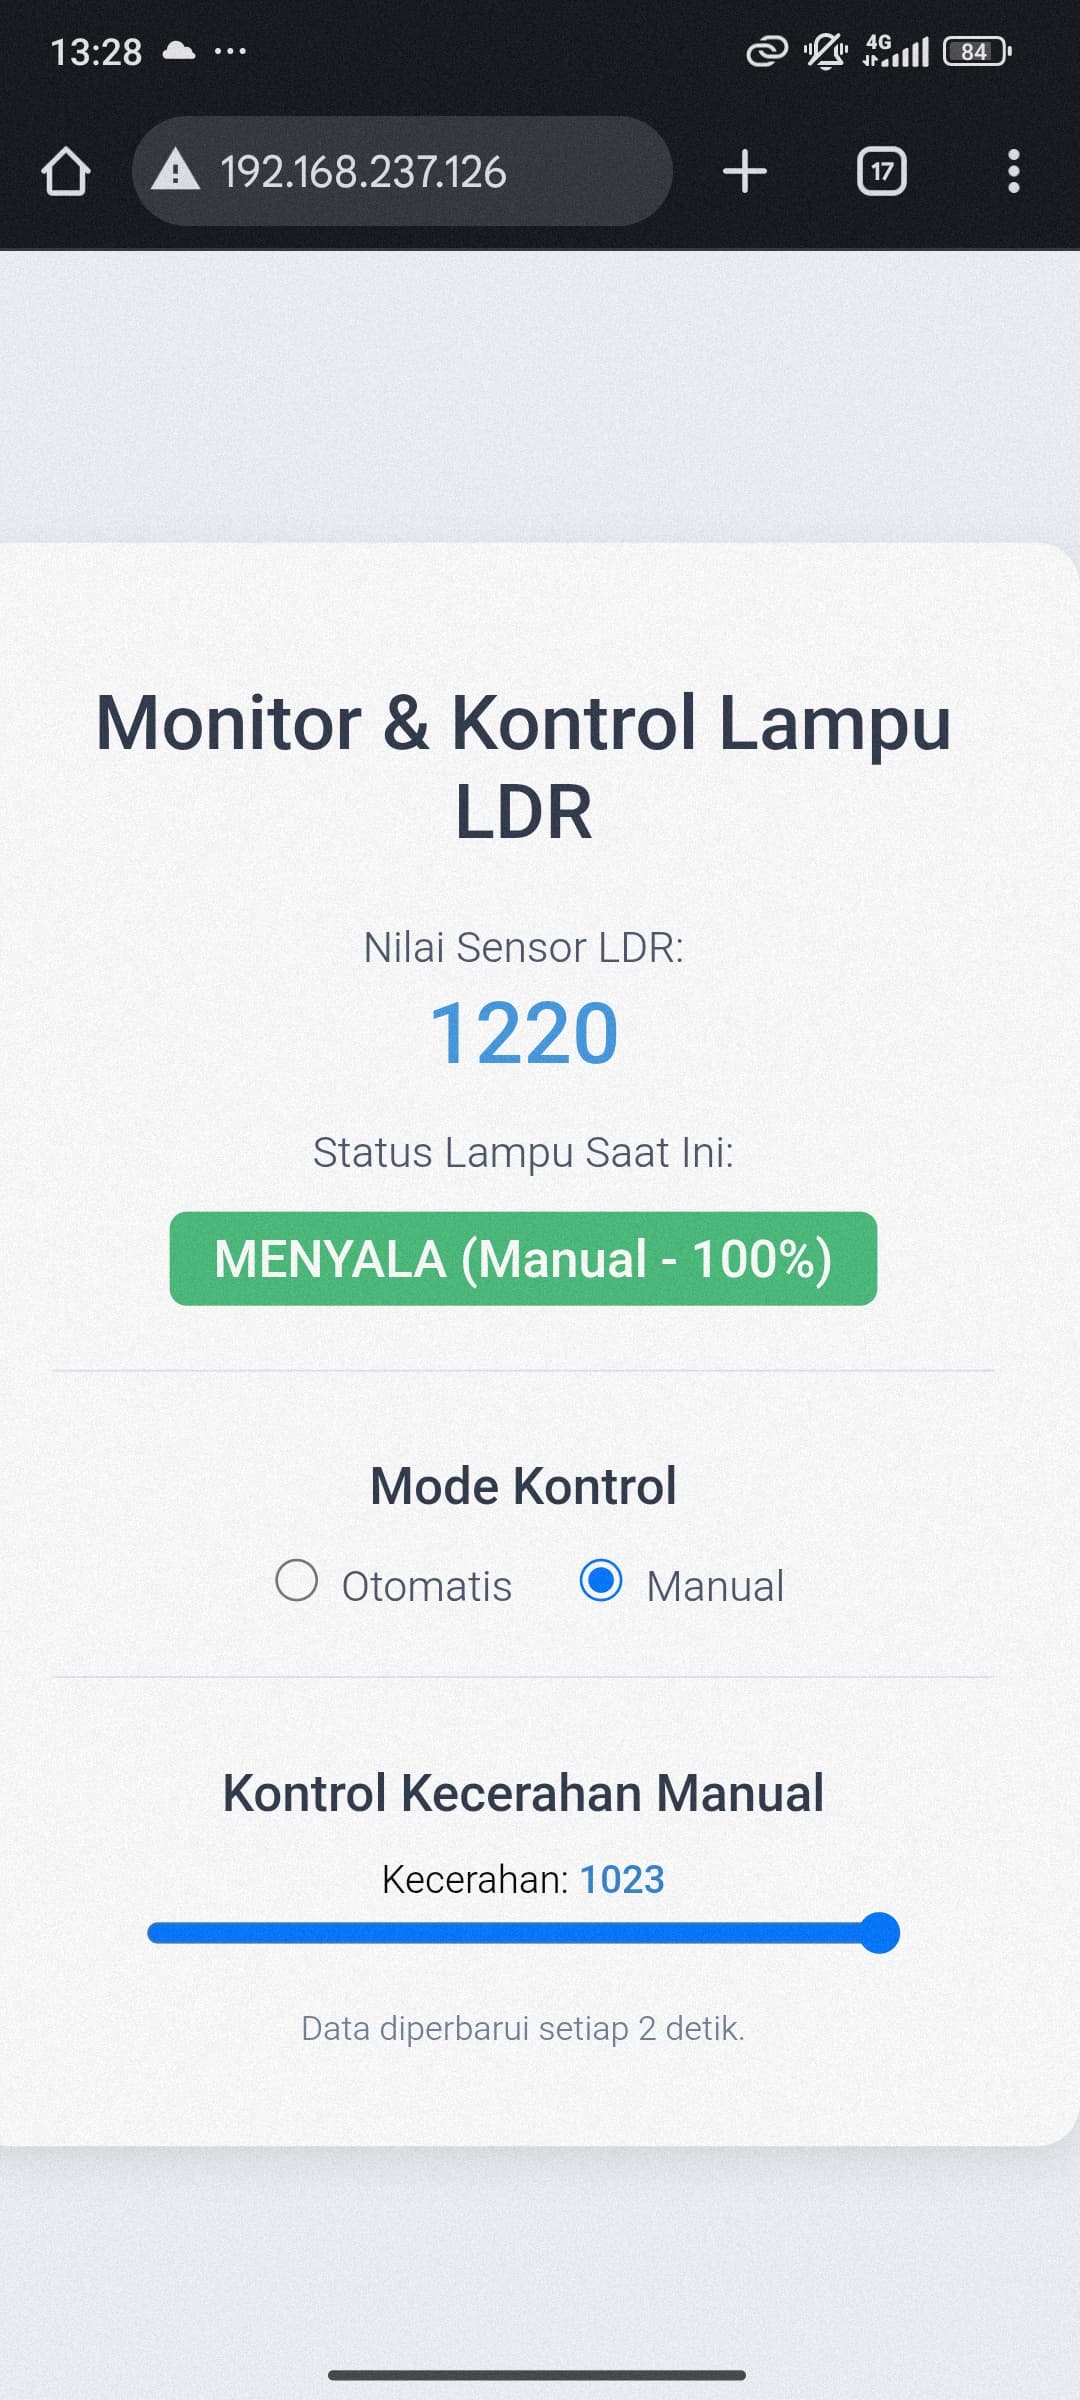 13:28
4G
84
192.168.237.126
17
Monitor & Kontrol Lampu
LDR
Nilai Sensor LDR:
1220
Status Lampu Saat Ini:
MENYALA (Manual - 100%)
Mode Kontrol
Otomatis Manual
Kontrol Kecerahan Manual
Kecerahan: 1023
Data diperbarui setiap 2 detik.